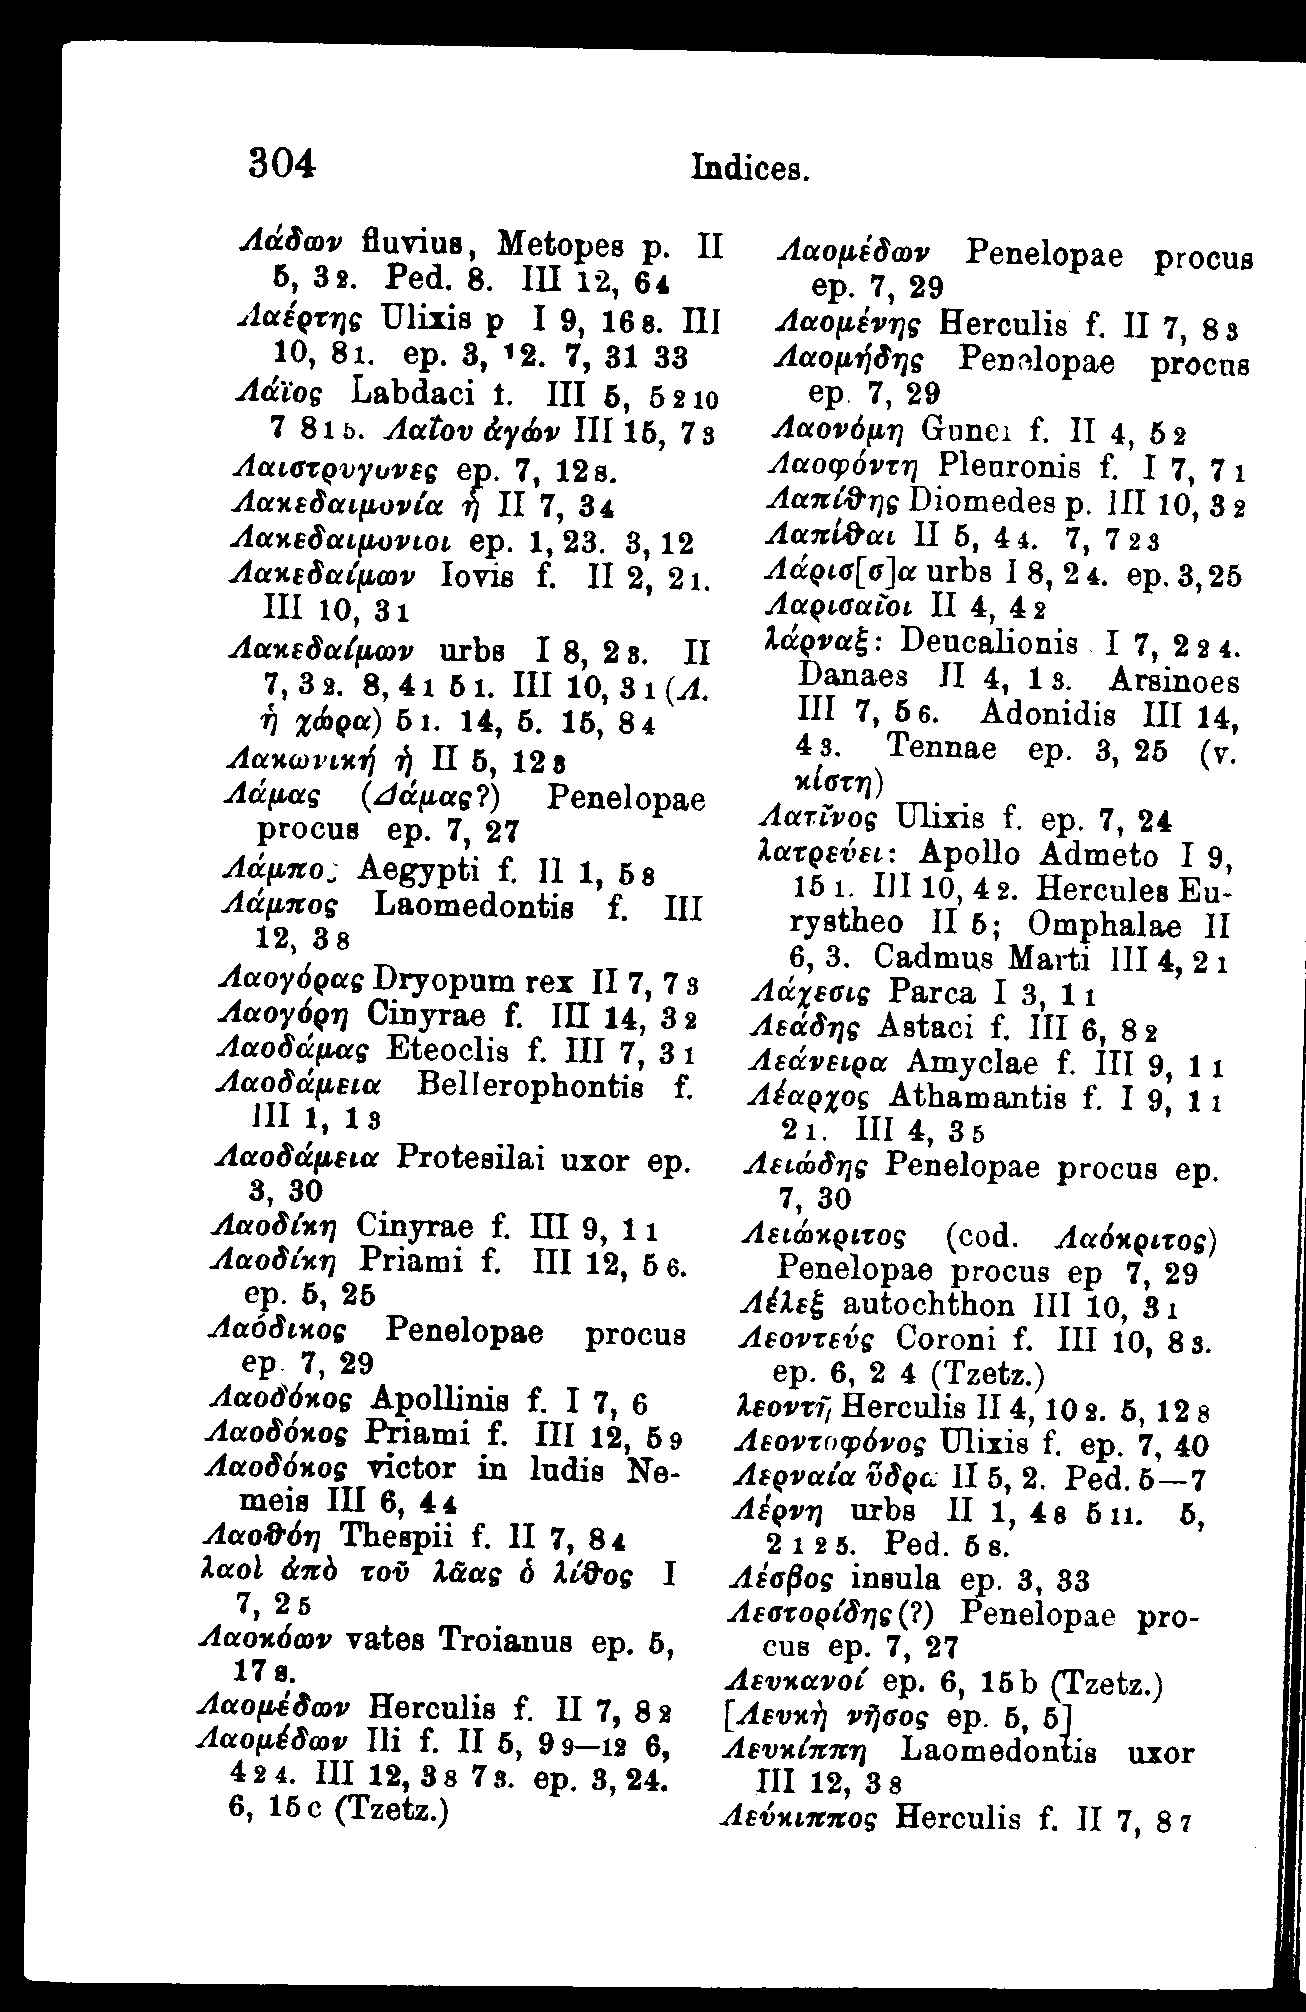 304
Indices.
Λάδων fluvius, Metopes p. II
5, 3 2. Ped. 8. III 12, 6 4
Λαέρτης Ulixis p I 9, 16 8. III
10, 8 1. ep. 3, 12. 7, 31 33
Λάϊος Labdaci f. III 5, 5 2 10
7 8 1 5. Λαΐου ἀγών III 15, 7 3
Λαιστρυγόνες ep. 7, 12 s.
Λακεδαιμονία ἡ II 7, 3 4
Λακεδαιμόνιοι ep. 1, 23. 3, 12
Λακεδαίμων Iovis f. II 2, 2 1.
III 10, 3 1
Λακεδαίμων urbs I 8, 2 3. II
7, 3 2. 8, 4 1 5 1. III 10, 3 1 (Λ.
ἡ χώρα) 5 1. 14, 5. 15, 8 4
Λακωνική ἡ II 5, 12 3
Λάμας (Δάμας?) Penelopae
procus ep. 7, 27
Λάμπος Aegypti f. II 1, 5 8
Λάμπος Laomedontis f. III
12, 3 8
Λαογόρας Dryopum rex II 7, 7 3
Λαογόρη Cinyrae f. III 14, 3 2
Λαοδάμας Eteoclis f. III 7, 3 1
Λαοδάμεια Bellerophontis f.
III 1, 1 3
Λαοδάμεια Protesilai uxor ep.
3, 30
Λαοδίκη Cinyrae f. III 9, 1 1
Λαοδίκη Priami f. III 12, 5 6.
ep. 5, 25
Λαόδικος Penelopae procus
ep. 7, 29
Λαοδόκος Apollinis f. I 7, 6
Λαοδόκος Priami f. III 12, 5 9
Λαοδόκος victor in ludis Ne-
meis III 6, 4 4
Λαοθόη Thespii f. II 7, 8 4
λαοὶ ἀπὸ τοῦ λᾶας ὁ λίθος I
7, 2 5
Λαοκόων vates Troianus ep. 5,
17 s.
Λαομέδων Herculis f. II 7, 8 2
Λαομέδων Ili f. II 5, 9 9—12 6,
4 2 4. III 12, 3 8 7 3. ep. 3, 24.
6, 15 c (Tzetz.)
Λαομέδων Penelopae procus
ep. 7, 29
Λαομένης Herculis f. II 7, 8 3
Λαομήδης Penelopae procus
ep. 7, 29
Λαονόμη Gunei f. II 4, 5 2
Λαοφόντη Pleuronis f. I 7, 7 1
Λαπίθης Diomedes p. III 10, 3 2
Λαπίθαι II 5, 4 4. 7, 7 2 3
Λάρισ[σ]α urbs I 8, 2 4. ep. 3, 25
Λαρισαῖοι II 4, 4 2
λάρναξ: Deucalionis I 7, 2 2 4.
Danaes II 4, 1 3. Arsinoes
III 7, 5 6. Adonidis III 14,
4 3. Tennae ep. 3, 25 (v.
κίστη)
Λατῖνος Ulixis f. ep. 7, 24
λατρεύει: Apollo Admeto I 9,
15 1. III 10, 4 2. Hercules Eu-
rystheo II 5; Omphalae II
6, 3. Cadmus Marti III 4, 2 1
Λάχεσις Parca I 3, 1 1
Λεάδης Astaci f. III 6, 8 2
Λεάνειρα Amyclae f. III 9, 1 1
Λέαρχος Athamantis f. I 9, 1 1
2 1. III 4, 3 5
Λειώδης Penelopae procus ep.
7, 30
Λειώκριτος (cod. Λαόκριτος)
Penelopae procus ep 7, 29
Λέλεξ autochthon III 10, 3 1
Λεοντεύς Coroni f. III 10, 8 3.
ep. 6, 2 4 (Tzetz.)
λεοντῆ Herculis II 4, 10 2. 5, 12 8
Λεοντοφόνος Ulixis f. ep. 7, 40
Λερναία ὕδρα II 5, 2. Ped. 5—7
Λέρνη urbs II 1, 4 8 5 11. 5,
2 1 2 5. Ped. 5 s.
Λέσβος insula ep. 3, 33
Λεστορίδης (?) Penelopae pro-
cus ep. 7, 27
Λευκανοί ep. 6, 15 b (Tzetz.)
[Λευκὴ νῆσος ep. 5, 5]
Λευκίππη Laomedontis uxor
III 12, 3 8
Λεύκιππος Herculis f. II 7, 8 7